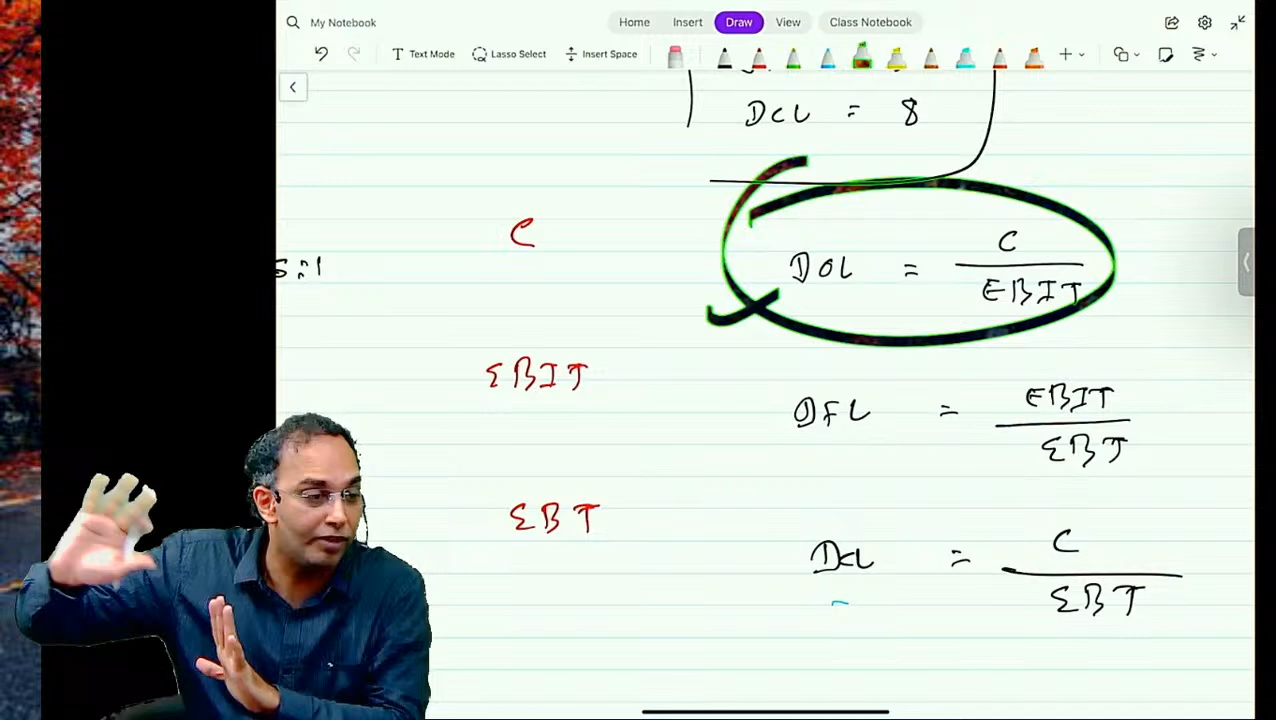 My Notebook
Home Insert Draw View Class Notebook
Text Mode Lasso Select Insert Space
DCL = 8
C
DOL = C
EBIT
EBIT
DFL = EBIT
EBT
EBT
DCL = C
EBT